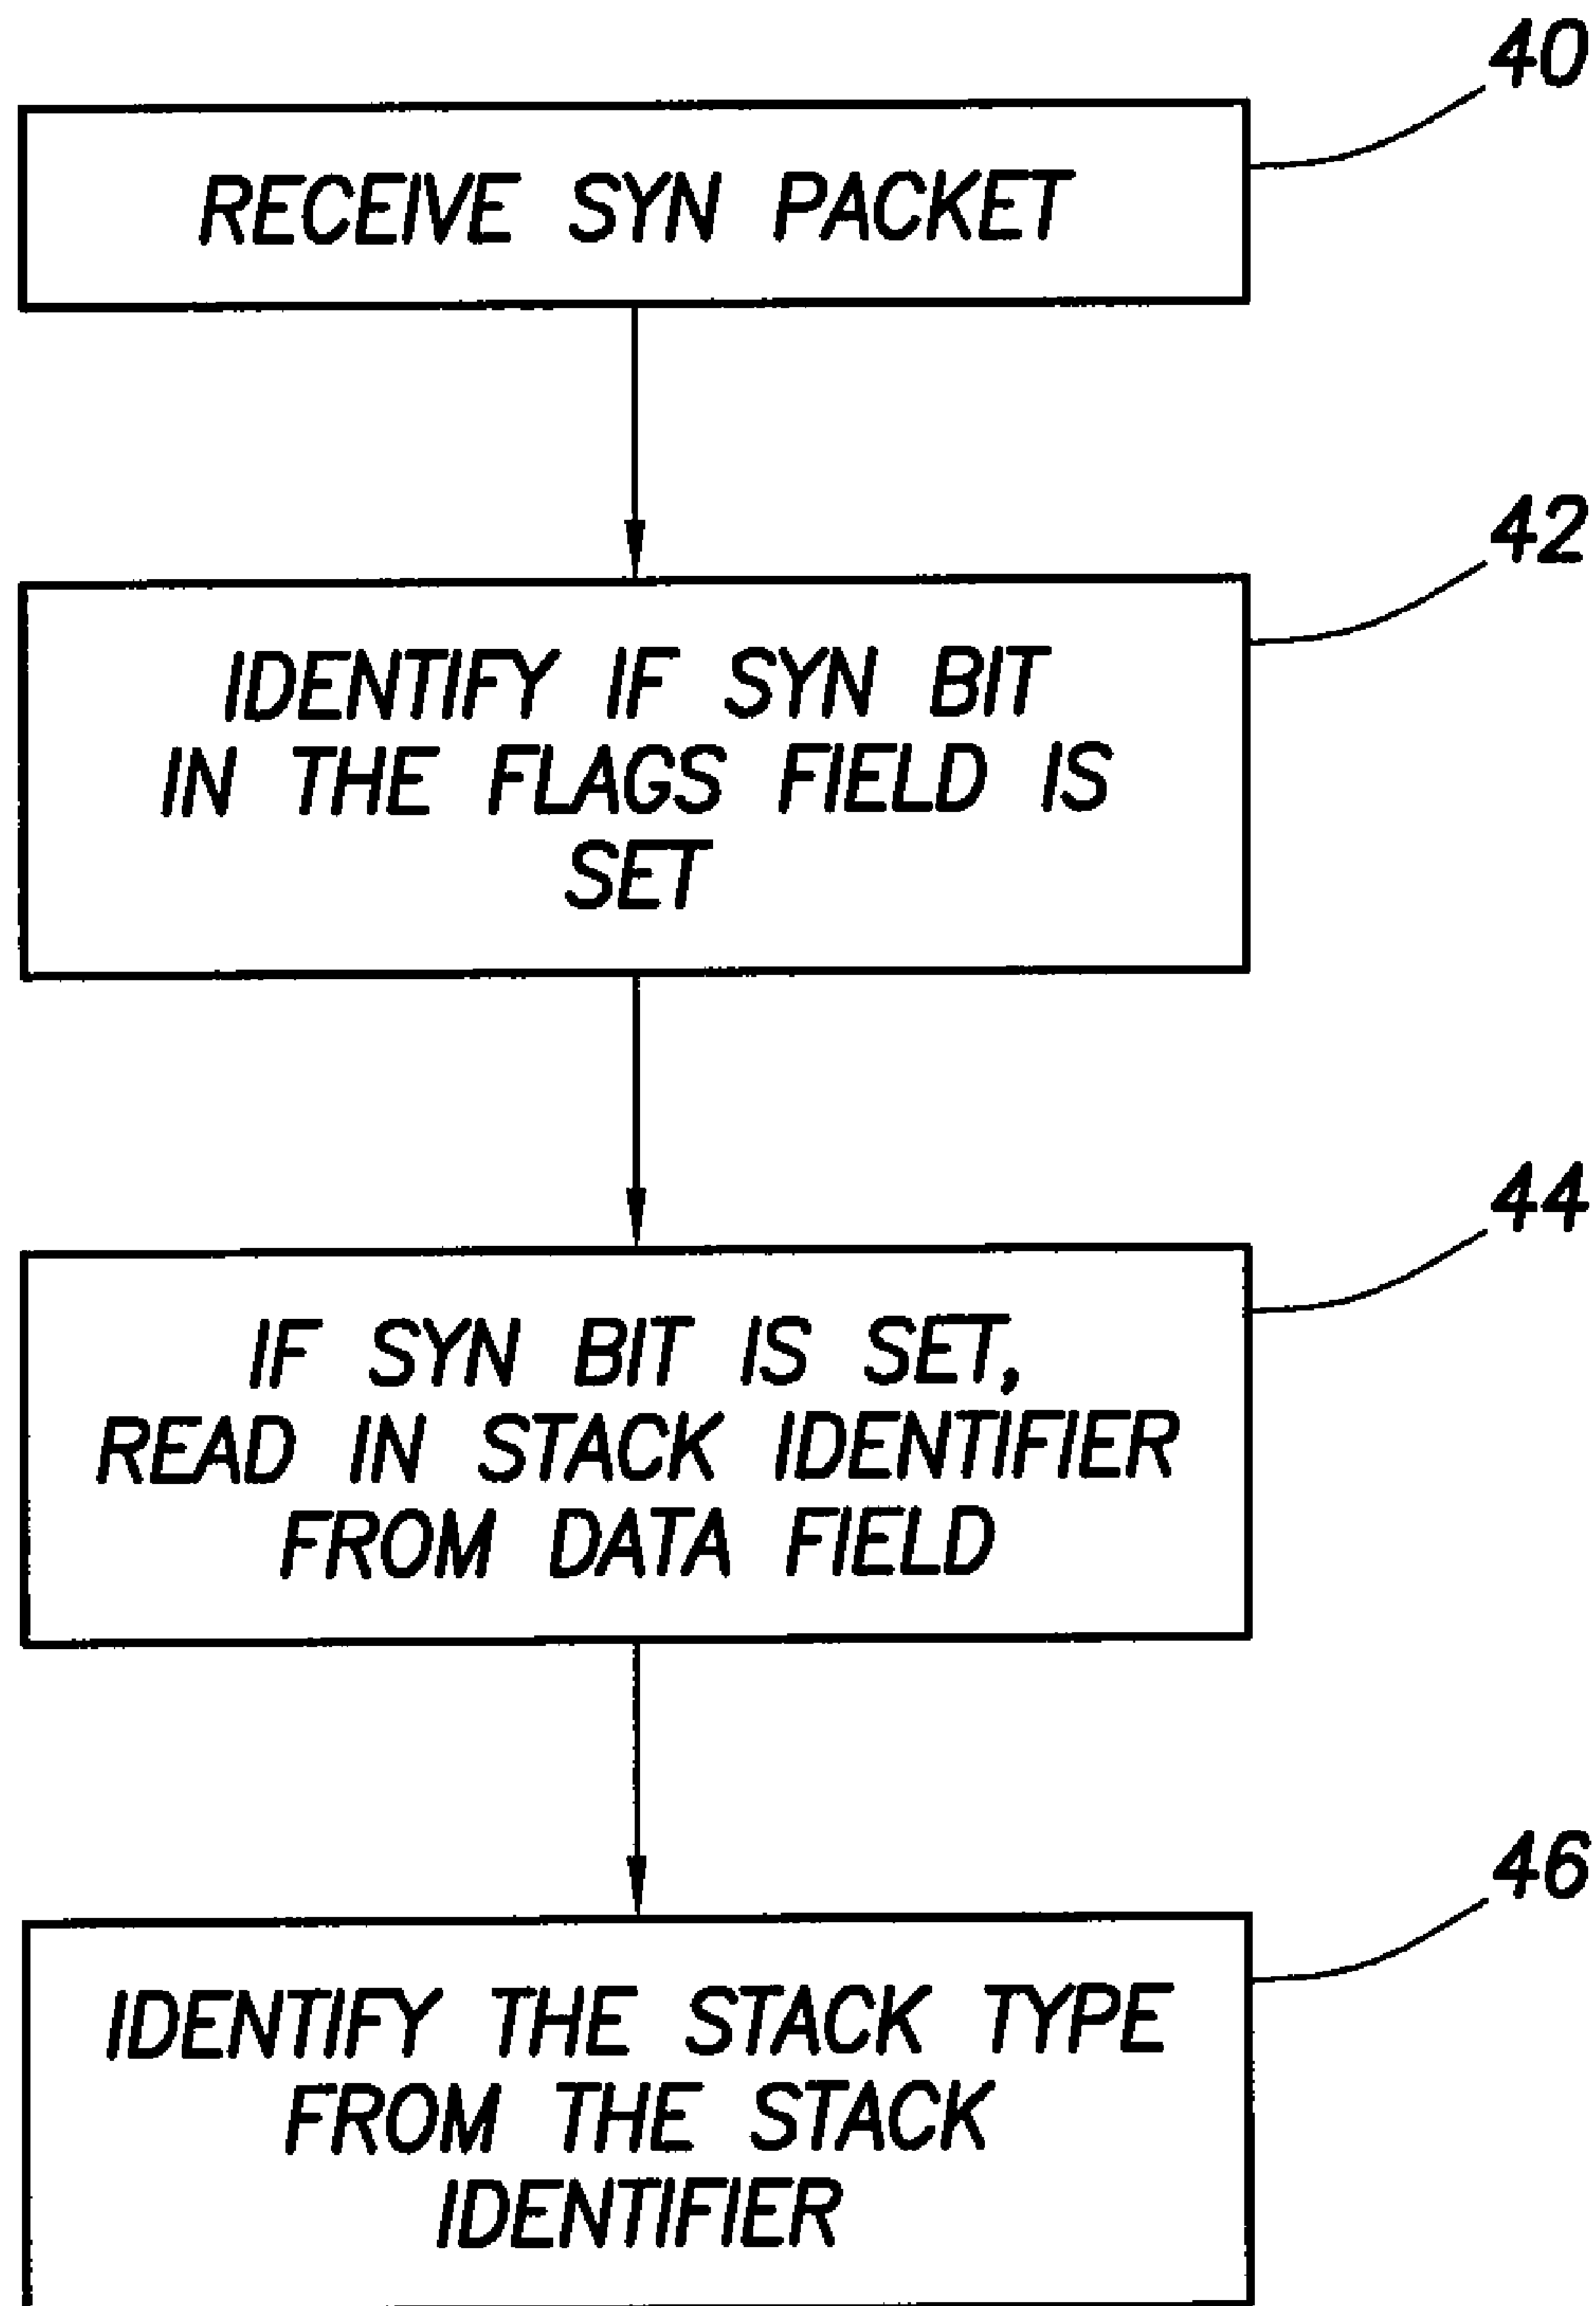 40
RECEIVE SYN PACKET
42
IDENTIFY IF SYN BIT
IN THE FLAGS FIELD IS
SET
44
IF SYN BIT IS SET,
READ IN STACK IDENTIFIER
FROM DATA FIELD
46
IDENTIFY THE STACK TYPE
FROM THE STACK
IDENTIFIER